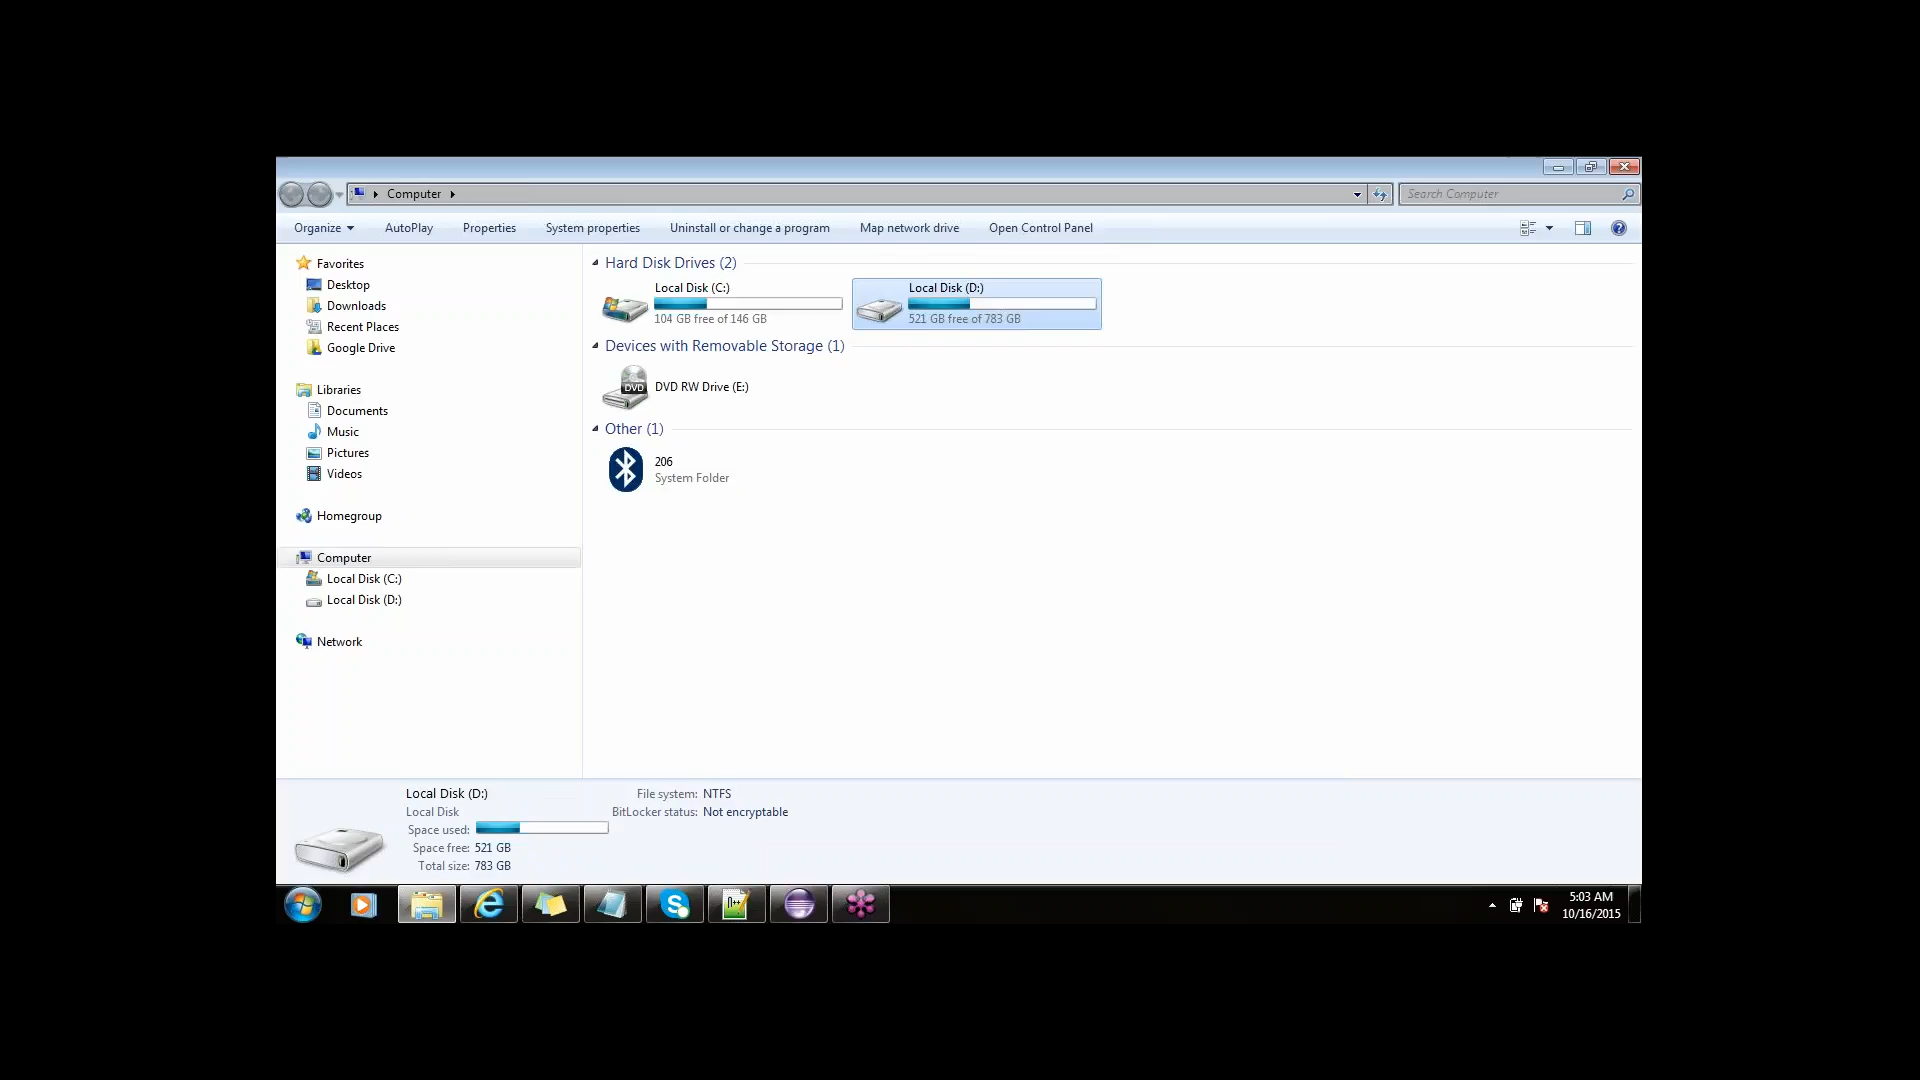 Computer
Search Computer
Organize
AutoPlay
Properties
System properties
Uninstall or change a program
Map network drive
Open Control Panel
Favorites
Desktop
Downloads
Recent Places
Google Drive
Libraries
Documents
Music
Pictures
Videos
Homegroup
Computer
Local Disk (C:)
Local Disk (D:)
Network
Hard Disk Drives (2)
Local Disk (C:)
104 GB free of 146 GB
Local Disk (D:)
521 GB free of 783 GB
Devices with Removable Storage (1)
DVD
DVD RW Drive (E:)
Other (1)
206
System Folder
Local Disk (D:)
Local Disk
Space used:
Space free: 521 GB
Total size: 783 GB
File system: NTFS
BitLocker status: Not encryptable
5:03 AM
10/16/2015